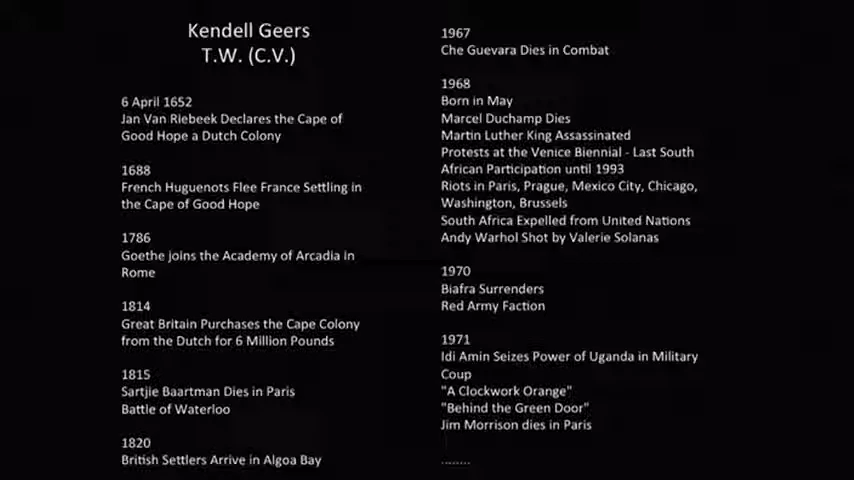 Kendell Geers
T.W. (C.V.)
6 April 1652
Jan Van Riebeek Declares the Cape of
Good Hope a Dutch Colony
1688
French Huguenots Flee France Settling in
the Cape of Good Hope
1786
Goethe joins the Academy of Arcadia in
Rome
1814
Great Britain Purchases the Cape Colony
from the Dutch for 6 Million Pounds
1815
Sartjie Baartman Dies in Paris
Battle of Waterloo
1820
British Settlers Arrive in Algoa Bay
1967
Che Guevara Dies in Combat
1968
Born in May
Marcel Duchamp Dies
Martin Luther King Assassinated
Protests at the Venice Biennial - Last South
African Participation until 1993
Riots in Paris, Prague, Mexico City, Chicago,
Washington, Brussels
South Africa Expelled from United Nations
Andy Warhol Shot by Valerie Solanas
1970
Biafra Surrenders
Red Army Faction
1971
Idi Amin Seizes Power of Uganda in Military
Coup
"A Clockwork Orange"
"Behind the Green Door"
Jim Morrison dies in Paris
........